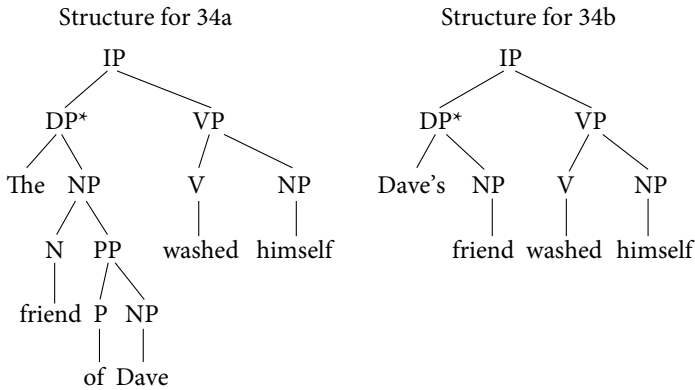 Structure for 34a Structure for 34b
IP IP
DP* VP DP* VP
The NP V NP Dave's NP V NP
N PP washed himself friend washed himself
friend P NP
of Dave